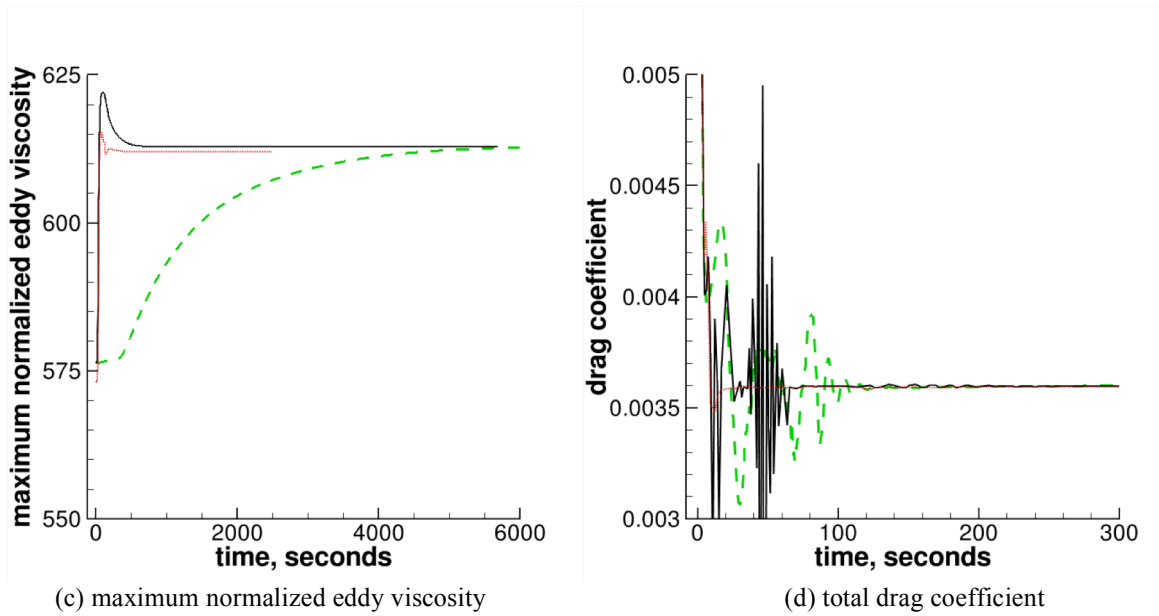 maximum normalized eddy viscosity
625
600
575
550
0
2000
4000
6000
time, seconds
(c) maximum normalized eddy viscosity
drag coefficient
0.005
0.0045
0.004
0.0035
0.003
0
100
200
300
time, seconds
(d) total drag coefficient